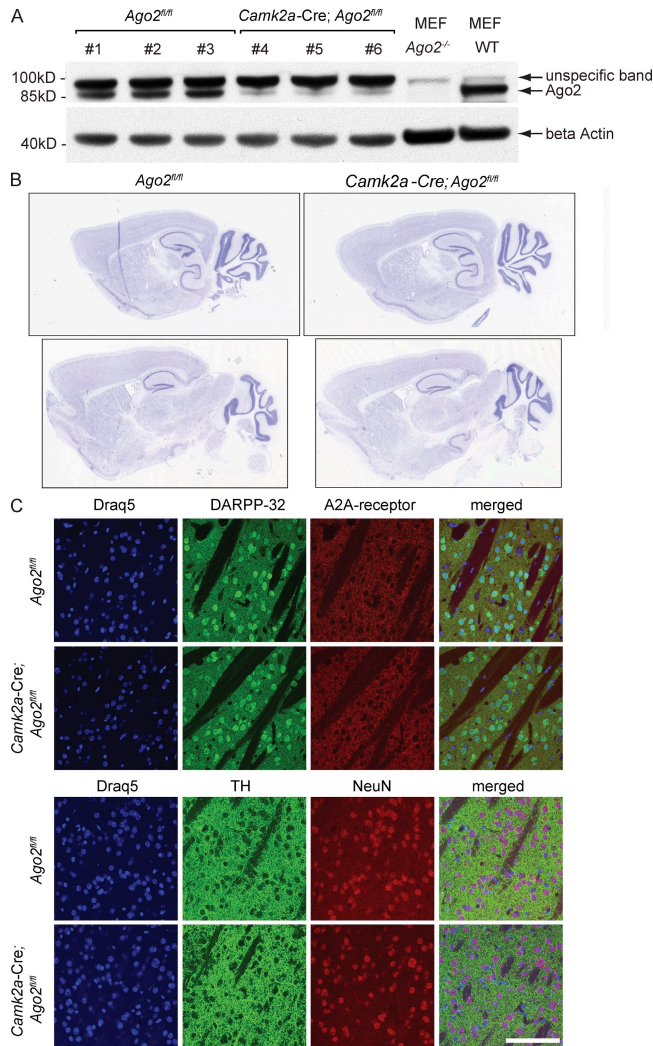 A
Ago2fl/fl
Camk2a-Cre; Ago2fl/fl
MEF
MEF
#1 #2 #3 #4 #5 #6 Ago2-/- WT
100kD - unspecific band
85kD - Ago2
40kD - beta Actin
B
Ago2fl/fl
Camk2a-Cre; Ago2fl/fl
C
Draq5 DARPP-32 A2A-receptor merged
Ago2fl/fl
Camk2a-Cre;
Ago2fl/fl
Draq5 TH NeuN merged
Ago2fl/fl
Camk2a-Cre;
Ago2fl/fl